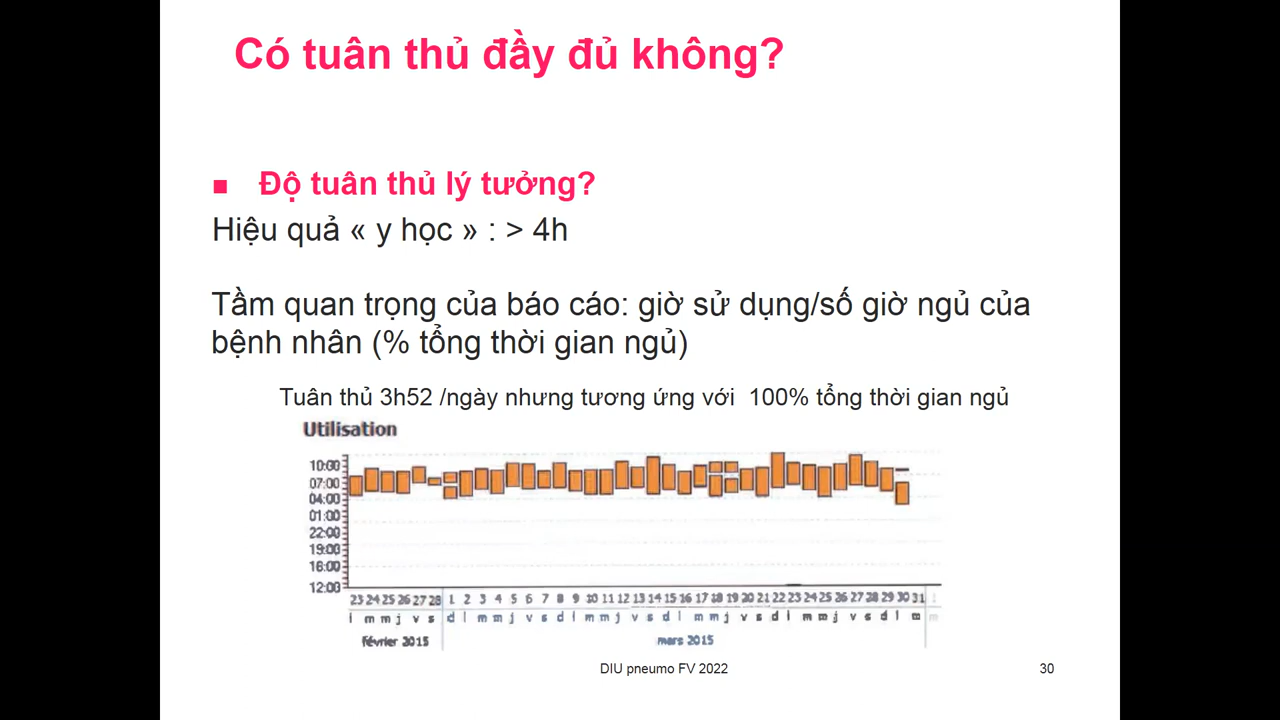 Có tuân thủ đầy đủ không?
■ Độ tuân thủ lý tưởng?
Hiệu quả « y học » : > 4h
Tầm quan trọng của báo cáo: giờ sử dụng/số giờ ngủ của
bệnh nhân (% tổng thời gian ngủ)
Tuân thủ 3h52 /ngày nhưng tương ứng với 100% tổng thời gian ngủ
Utilisation
10:00
07:00
04:00
01:00
22:00
19:00
16:00
12:00
23 24 25 26 27 28 1 2 3 4 5 6 7 8 9 10 11 12 13 14 15 16 17 18 19 20 21 22 23 24 25 26 27 28 29 30 31 1
l m m j v s d l m m j v s d l m m j v s d l m m j v s d l m m j v s d l m m
février 2015 mars 2015
DIU pneumo FV 2022 30